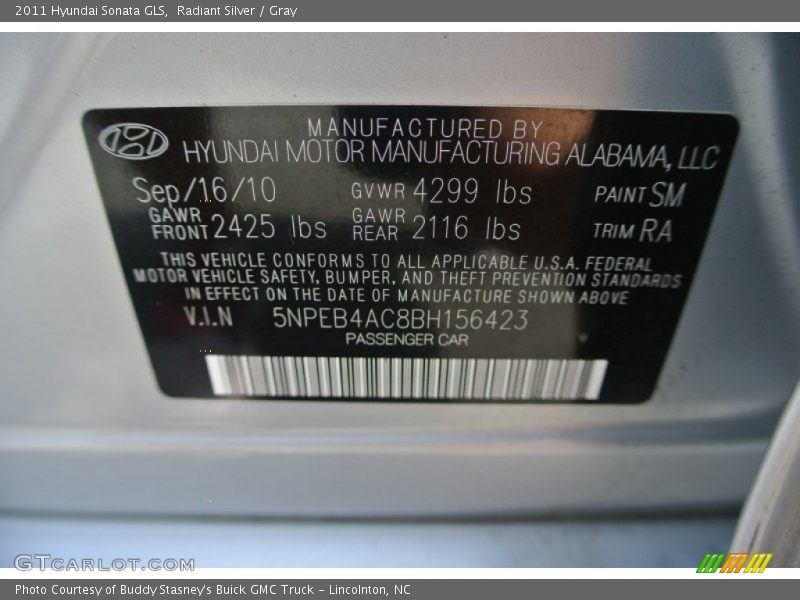 2011 Hyundai Sonata GLS, Radiant Silver / Gray
MANUFACTURED BY
HYUNDAI MOTOR MANUFACTURING ALABAMA, LLC
Sep/16/10 GVWR 4299 lbs PAINT SM
GAWR FRONT 2425 lbs GAWR REAR 2116 lbs TRIM RA
THIS VEHICLE CONFORMS TO ALL APPLICABLE U.S.A. FEDERAL
MOTOR VEHICLE SAFETY, BUMPER, AND THEFT PREVENTION STANDARDS
IN EFFECT ON THE DATE OF MANUFACTURE SHOWN ABOVE
V.I.N 5NPEB4AC8BH156423
PASSENGER CAR
GTCARLOT.COM
Photo Courtesy of Buddy Stasney's Buick GMC Truck - Lincolnton, NC